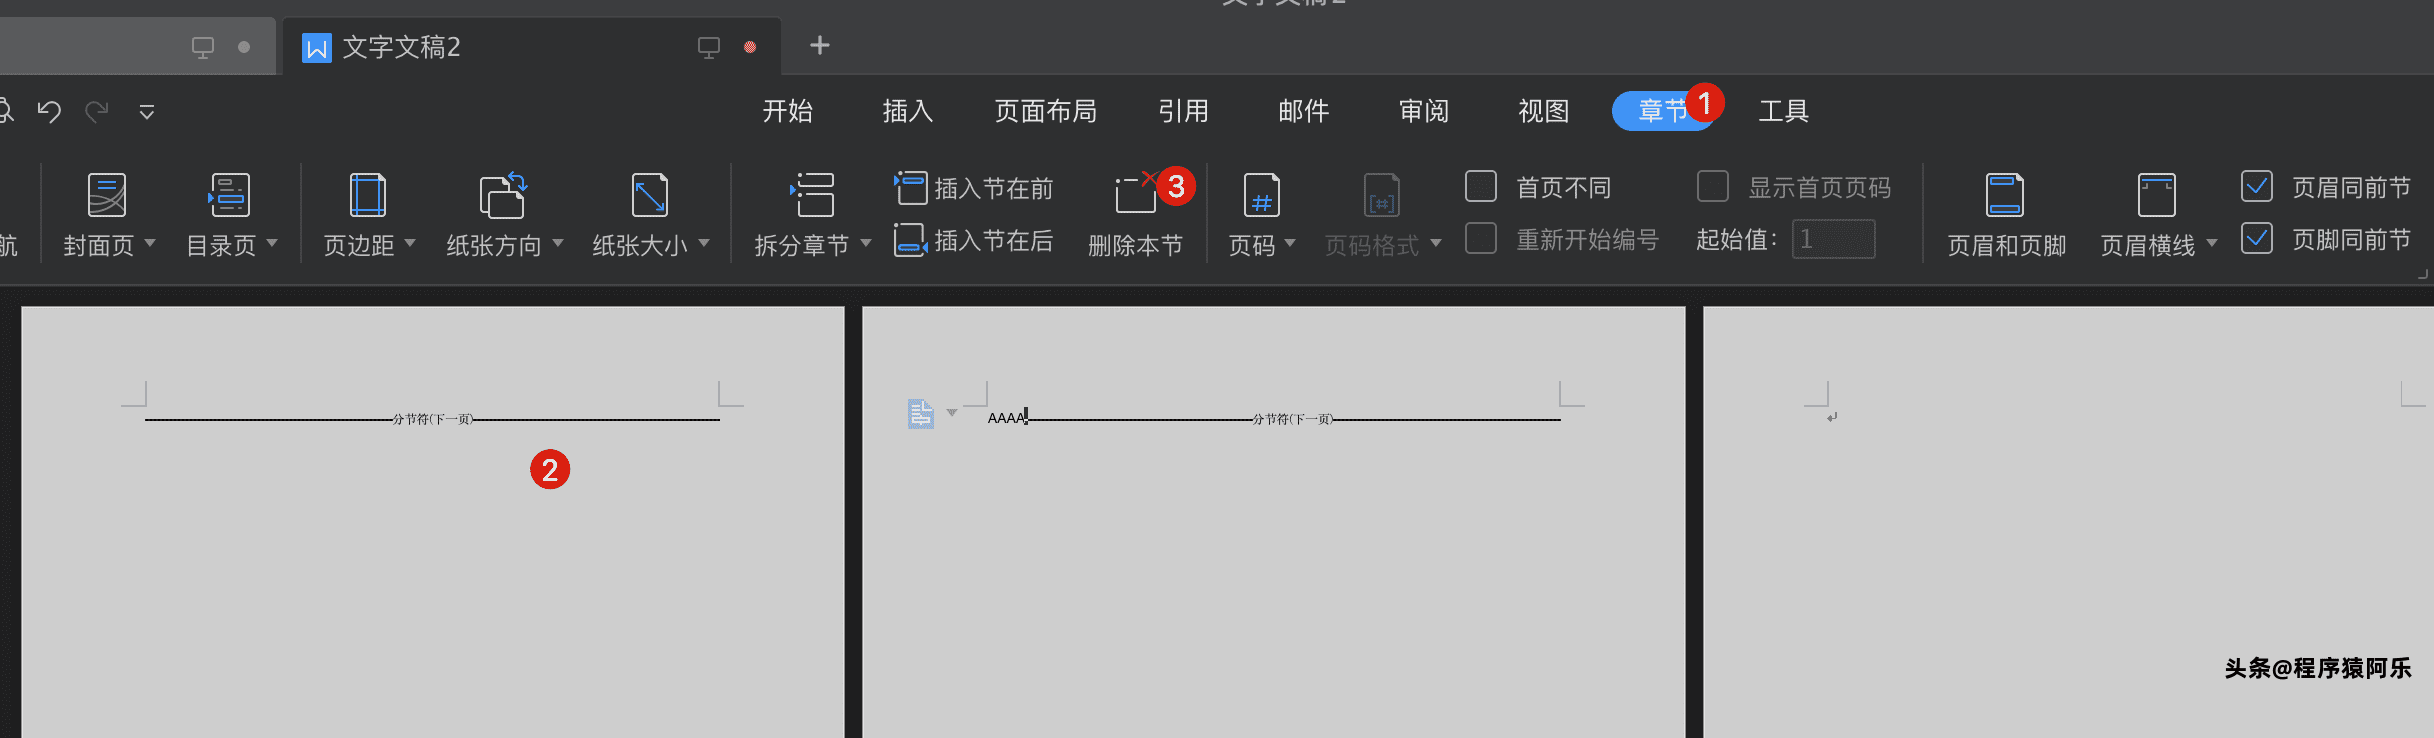 文字文稿2
文字文稿2
开始 插入 页面布局 引用 邮件 审阅 视图 章节 1 工具
插入节在前 3 首页不同 显示首页页码 页眉同前节
航 封面页 目录页 页边距 纸张方向 纸张大小 拆分章节 插入节在后 删除本节 页码 页码格式 重新开始编号 起始值: 1 页眉和页脚 页眉横线 页脚同前节
分节符(下一页) AAAA 分节符(下一页)
2
头条@程序猿阿乐